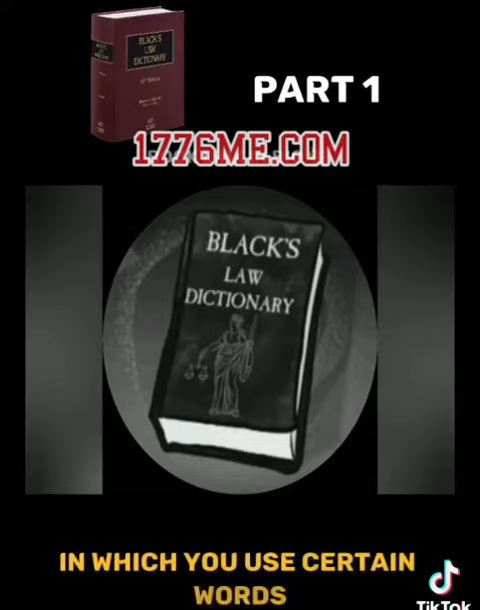 BLACK'S
LAW
DICTIONARY
PART 1
1776ME.COM
BLACK'S
LAW
DICTIONARY
IN WHICH YOU USE CERTAIN
WORDS
TikTok